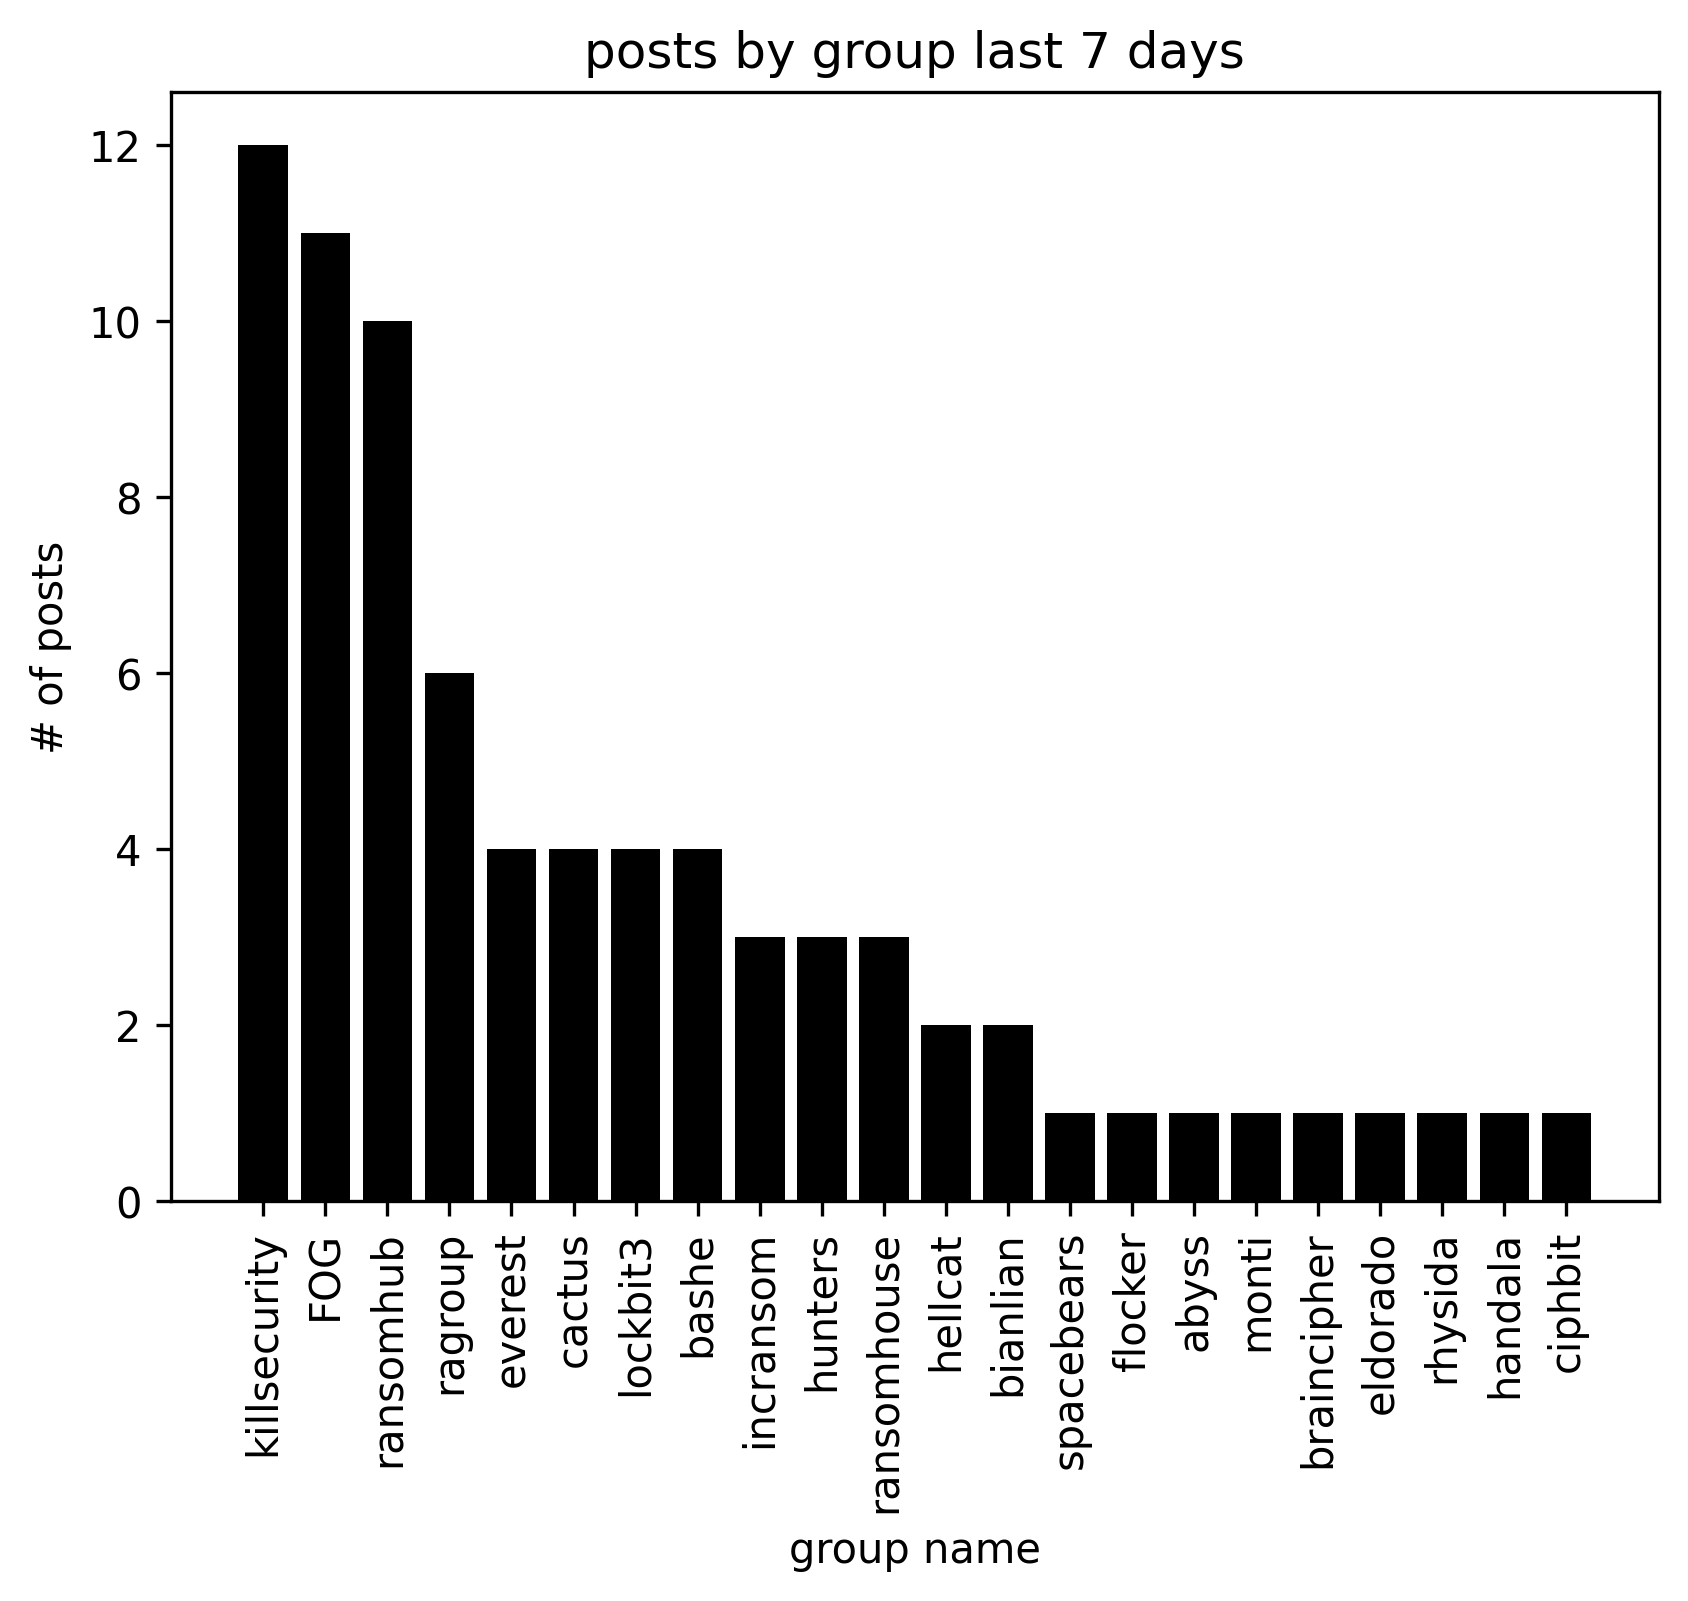 posts by group last 7 days
12
10
8
6
4
2
0
# of posts
killsecurity
FOG
ransomhub
ragroup
everest
cactus
lockbit3
bashe
incransom
hunters
ransomhouse
hellcat
bianlian
spacebears
flocker
abyss
monti
braincipher
eldorado
rhysida
handala
ciphbit
group name